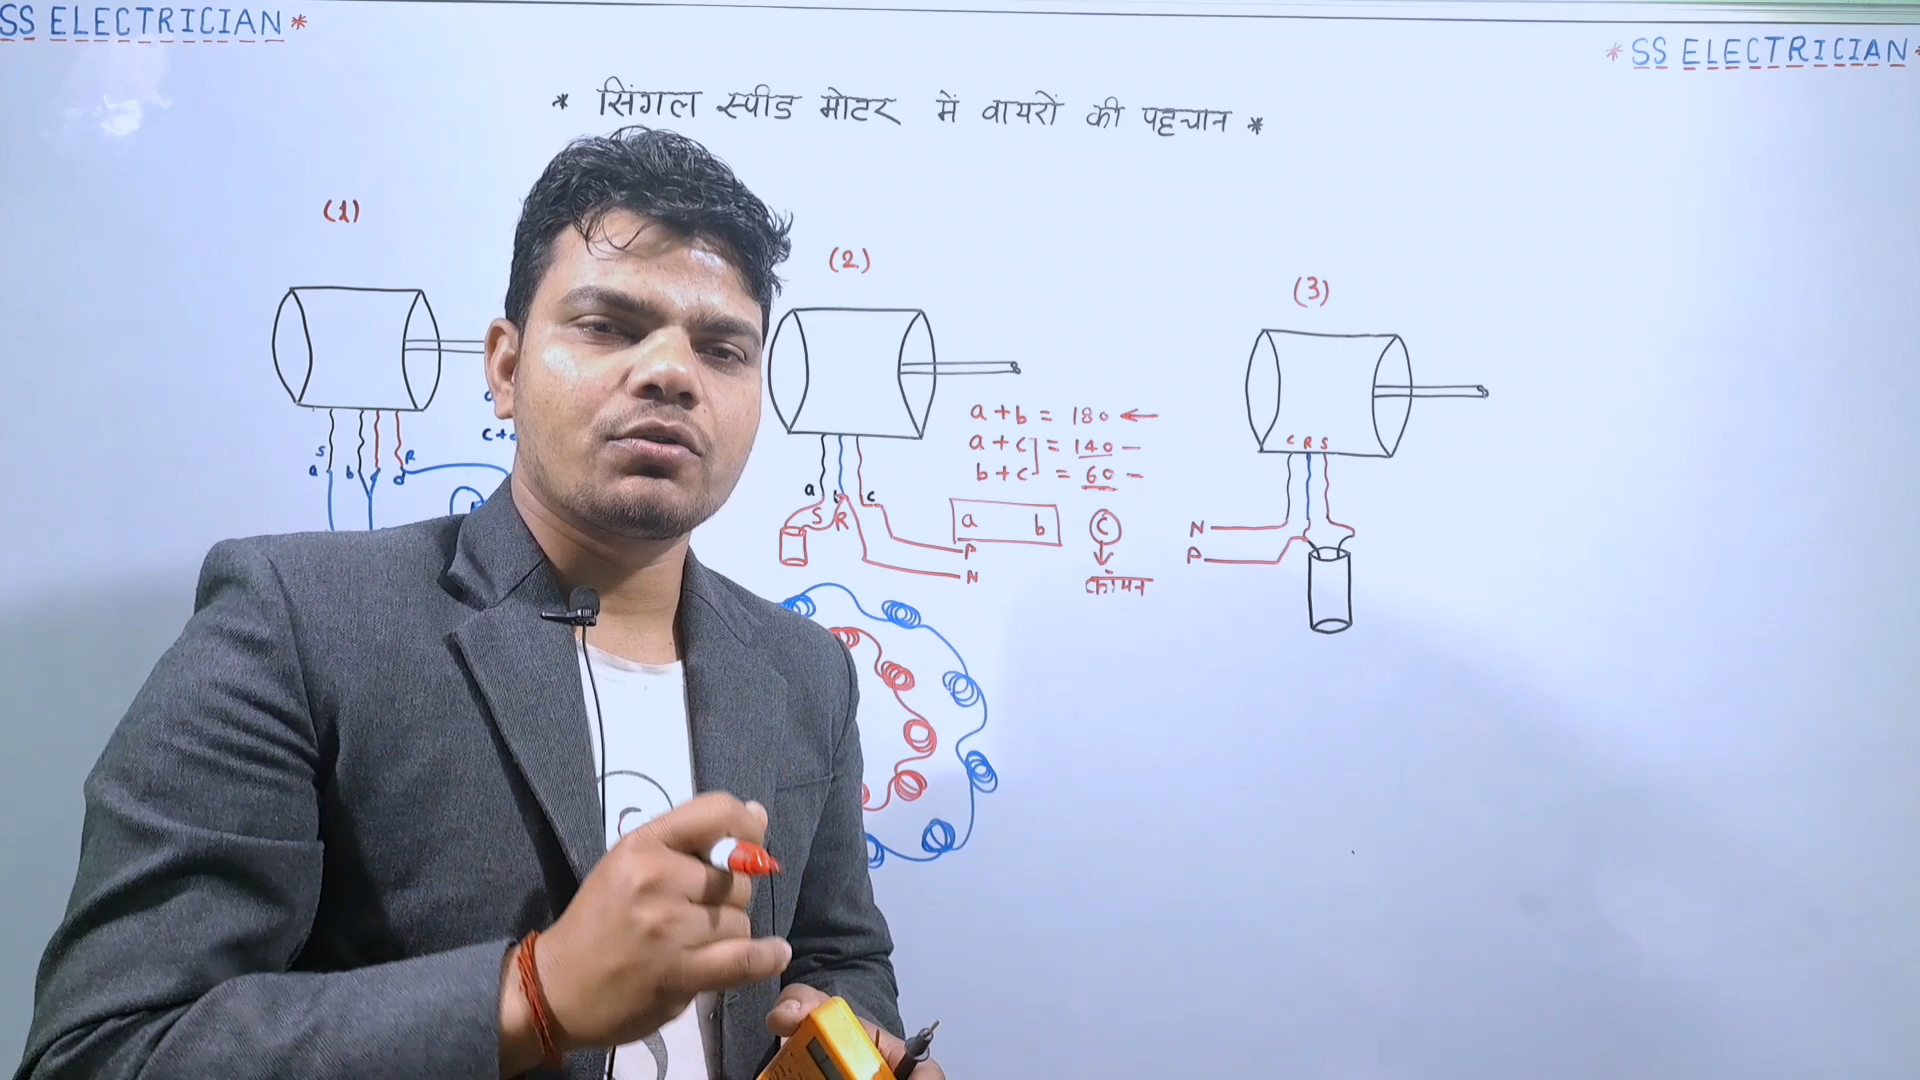 SS ELECTRICIAN *
* SS ELECTRICIAN *
* सिंगल स्पीड मोटर में वायरों की पहचान *
(1)
(2)
(3)
S
R
a
b
d
a + b = 180 ←
a + c = 140 –
b + c = 60 –
a
c
S R
P
N
a b
C
कॉमन
C R S
N
P